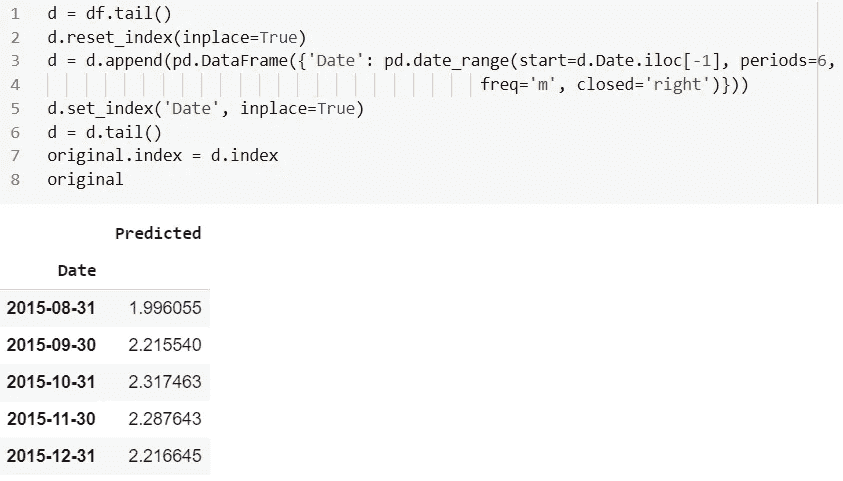 1 d = df.tail()
2 d.reset_index(inplace=True)
3 d = d.append(pd.DataFrame({'Date': pd.date_range(start=d.Date.iloc[-1], periods=6,
4 freq='m', closed='right')}))
5 d.set_index('Date', inplace=True)
6 d = d.tail()
7 original.index = d.index
8 original
Predicted
Date
2015-08-31 1.996055
2015-09-30 2.215540
2015-10-31 2.317463
2015-11-30 2.287643
2015-12-31 2.216645